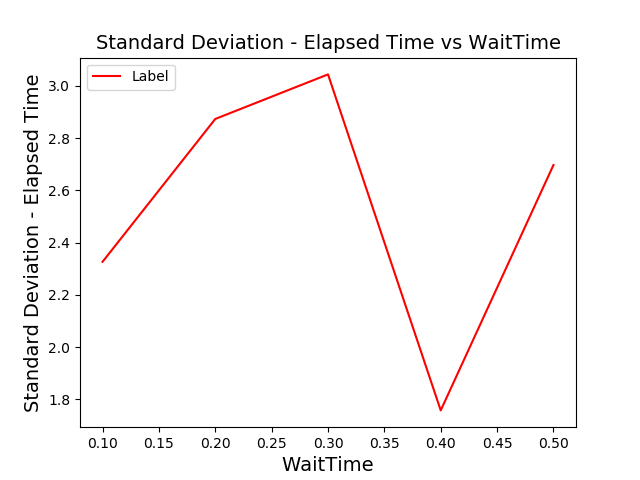 Standard Deviation - Elapsed Time vs WaitTime
Label
Standard Deviation - Elapsed Time
3.0
2.8
2.6
2.4
2.2
2.0
1.8
0.10 0.15 0.20 0.25 0.30 0.35 0.40 0.45 0.50
WaitTime